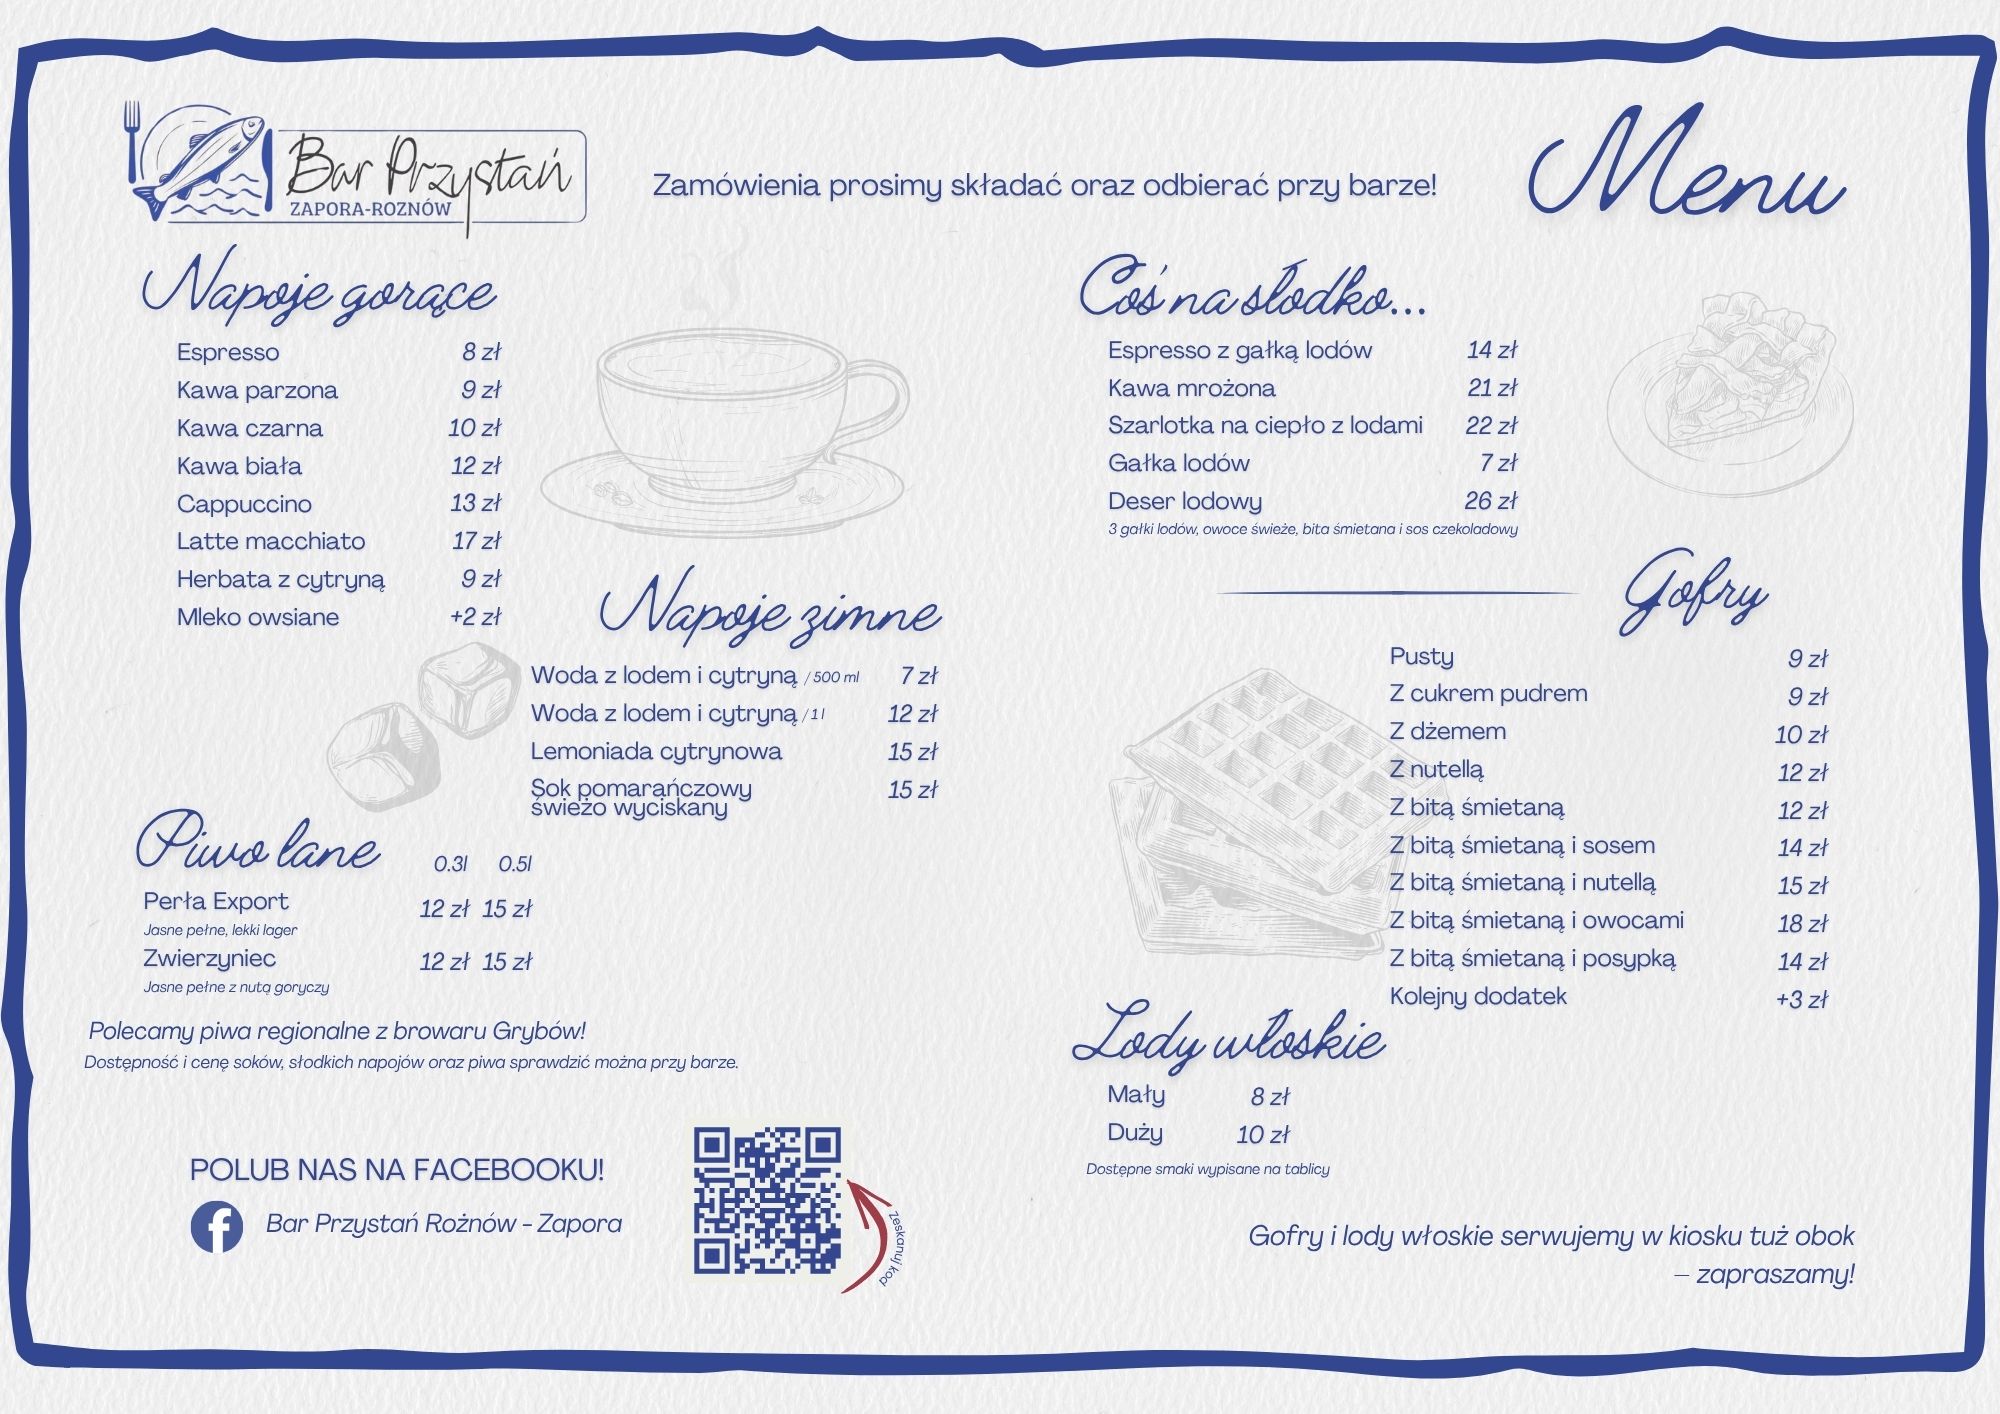 Bar Przystań
ZAPORA-ROZNÓW
Zamówienia prosimy składać oraz odbierać przy barze!
Menu
Napoje gorące
Espresso 8 zł
Kawa parzona 9 zł
Kawa czarna 10 zł
Kawa biała 12 zł
Cappuccino 13 zł
Latte macchiato 17 zł
Herbata z cytryną 9 zł
Mleko owsiane +2 zł
Napoje zimne
Woda z lodem i cytryną / 500 ml 7 zł
Woda z lodem i cytryną / 1 l 12 zł
Lemoniada cytrynowa 15 zł
Sok pomarańczowy 15 zł
świeżo wyciskany
Piwo lane 0.3l 0.5l
Perła Export 12 zł 15 zł
Jasne pełne, lekki lager
Zwierzyniec 12 zł 15 zł
Jasne pełne z nutą goryczy
Polecamy piwa regionalne z browaru Grybów!
Dostępność i cenę soków, słodkich napojów oraz piwa sprawdzić można przy barze.
POLUB NAS NA FACEBOOKU!
Bar Przystań Rożnów - Zapora
Zeskanuj kod
Coś na słodko...
Espresso z gałką lodów 14 zł
Kawa mrożona 21 zł
Szarlotka na ciepło z lodami 22 zł
Gałka lodów 7 zł
Deser lodowy 26 zł
3 gałki lodów, owoce świeże, bita śmietana i sos czekoladowy
Gofry
Pusty 9 zł
Z cukrem pudrem 9 zł
Z dżemem 10 zł
Z nutellą 12 zł
Z bitą śmietaną 12 zł
Z bitą śmietaną i sosem 14 zł
Z bitą śmietaną i nutellą 15 zł
Z bitą śmietaną i owocami 18 zł
Z bitą śmietaną i posypką 14 zł
Kolejny dodatek +3 zł
Lody włoskie
Mały 8 zł
Duży 10 zł
Dostępne smaki wypisane na tablicy
Gofry i lody włoskie serwujemy w kiosku tuż obok
– zapraszamy!